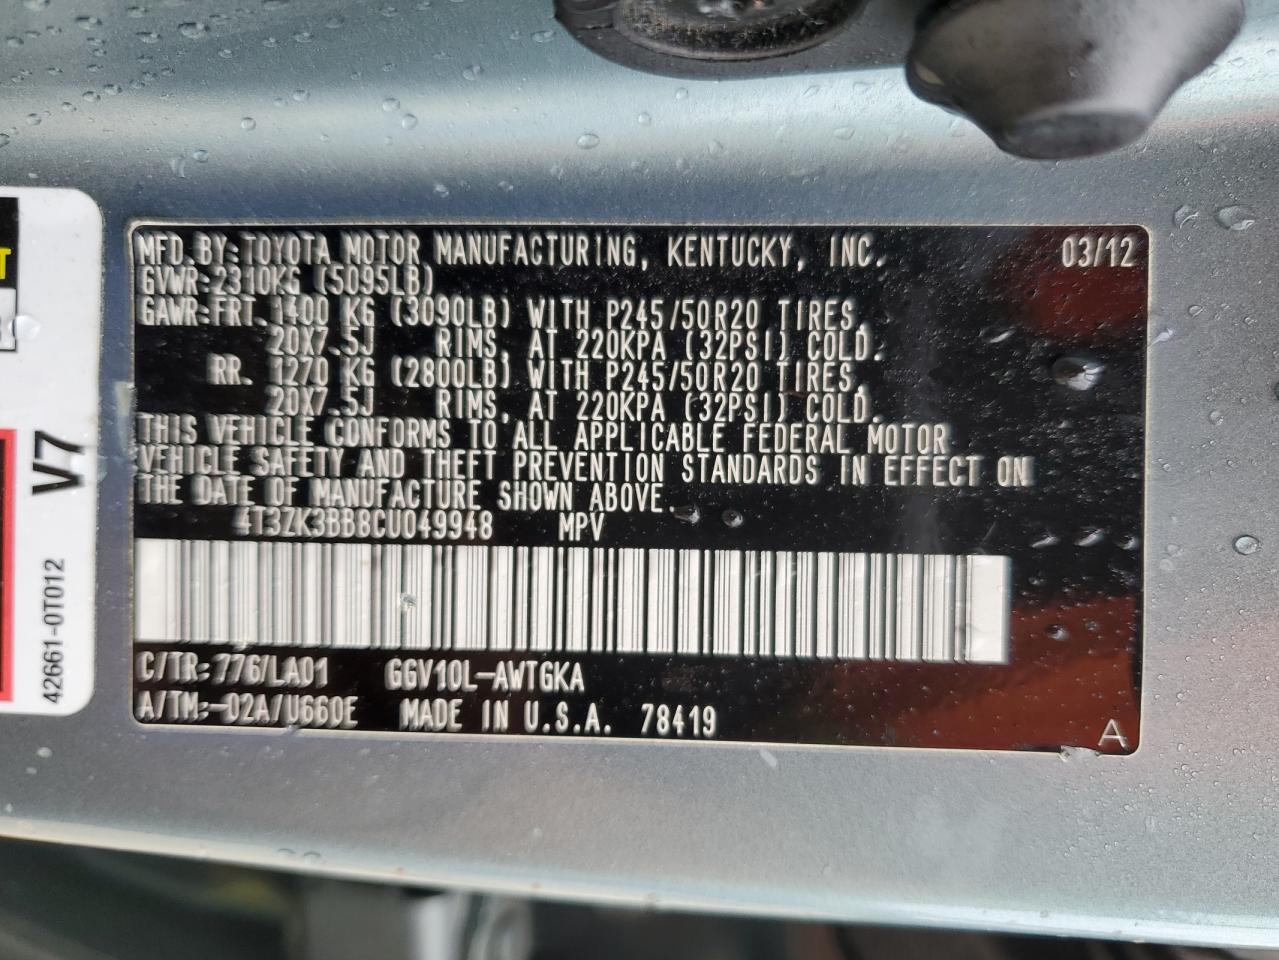 MFD. BY: TOYOTA MOTOR MANUFACTURING, KENTUCKY, INC. 03/12
GVWR: 2310KG (5095LB)
GAWR: FRT. 1400 KG (3090LB) WITH P245/50R20 TIRES,
20X7.5J RIMS, AT 220KPA (32PSI) COLD.
RR. 1270 KG (2800LB) WITH P245/50R20 TIRES,
20X7.5J RIMS, AT 220KPA (32PSI) COLD.
THIS VEHICLE CONFORMS TO ALL APPLICABLE FEDERAL MOTOR
VEHICLE SAFETY AND THEFT PREVENTION STANDARDS IN EFFECT ON
THE DATE OF MANUFACTURE SHOWN ABOVE.
4T3ZK3BB8CU049948 MPV
C/TR: 776/LA01 GGV10L-AWTGKA
A/TM:-02A/U660E MADE IN U.S.A. 78419
A
V7
42661-0T012